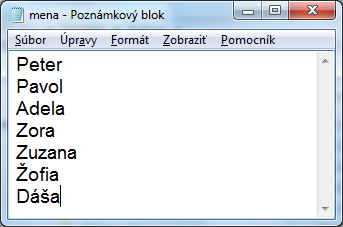 mena - Poznámkový blok
Súbor Úpravy Formát Zobraziť Pomocník
Peter
Pavol
Adela
Zora
Zuzana
Žofia
Dáša